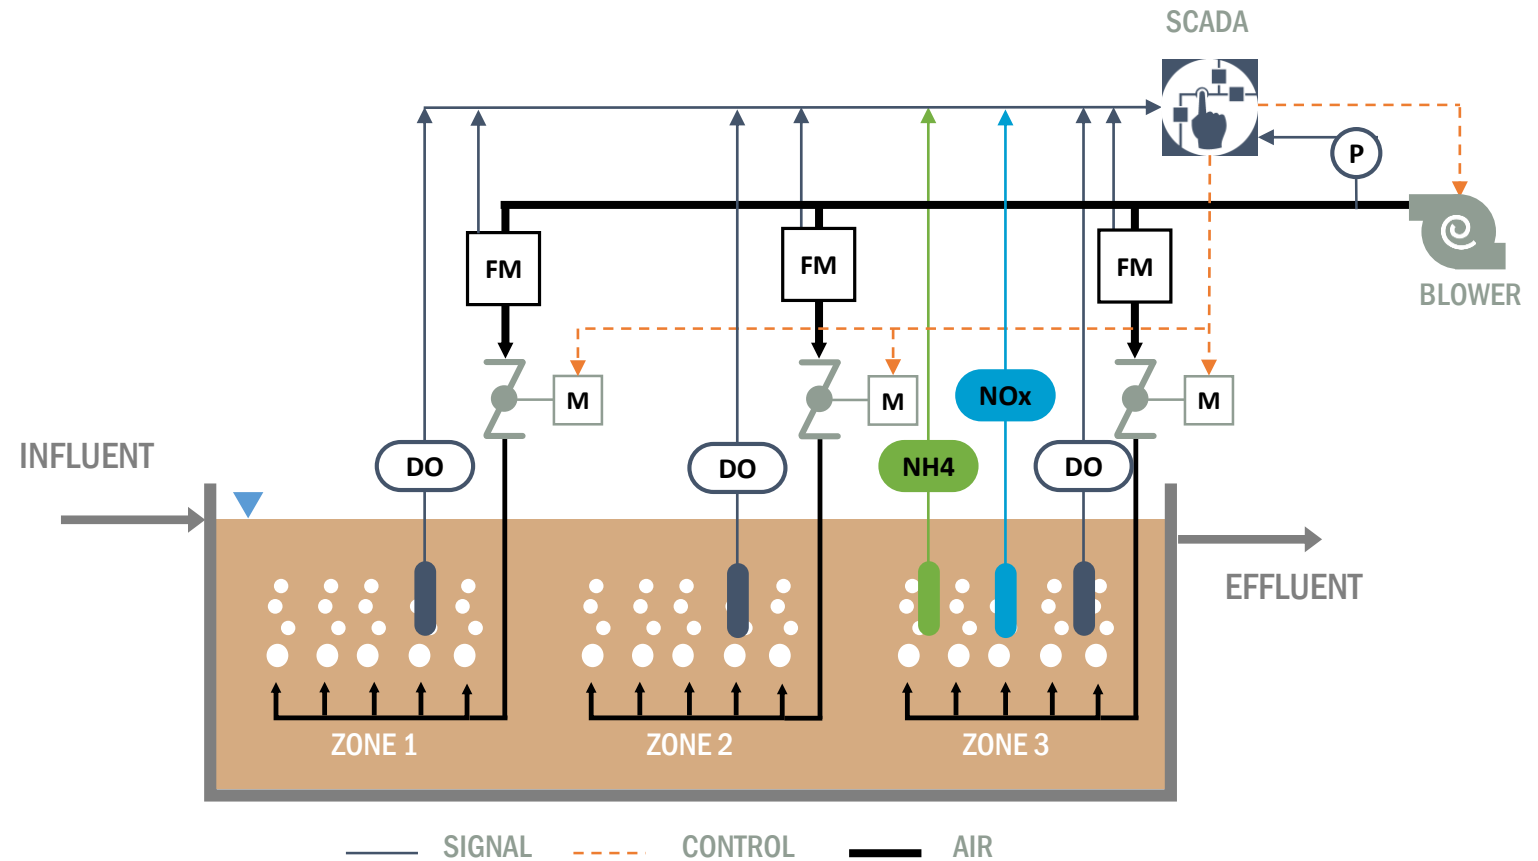 SCADA
P
FM
FM
FM
BLOWER
NOx
M
M
M
INFLUENT
DO
DO
NH4
DO
EFFLUENT
ZONE 1
ZONE 2
ZONE 3
SIGNAL
CONTROL
AIR